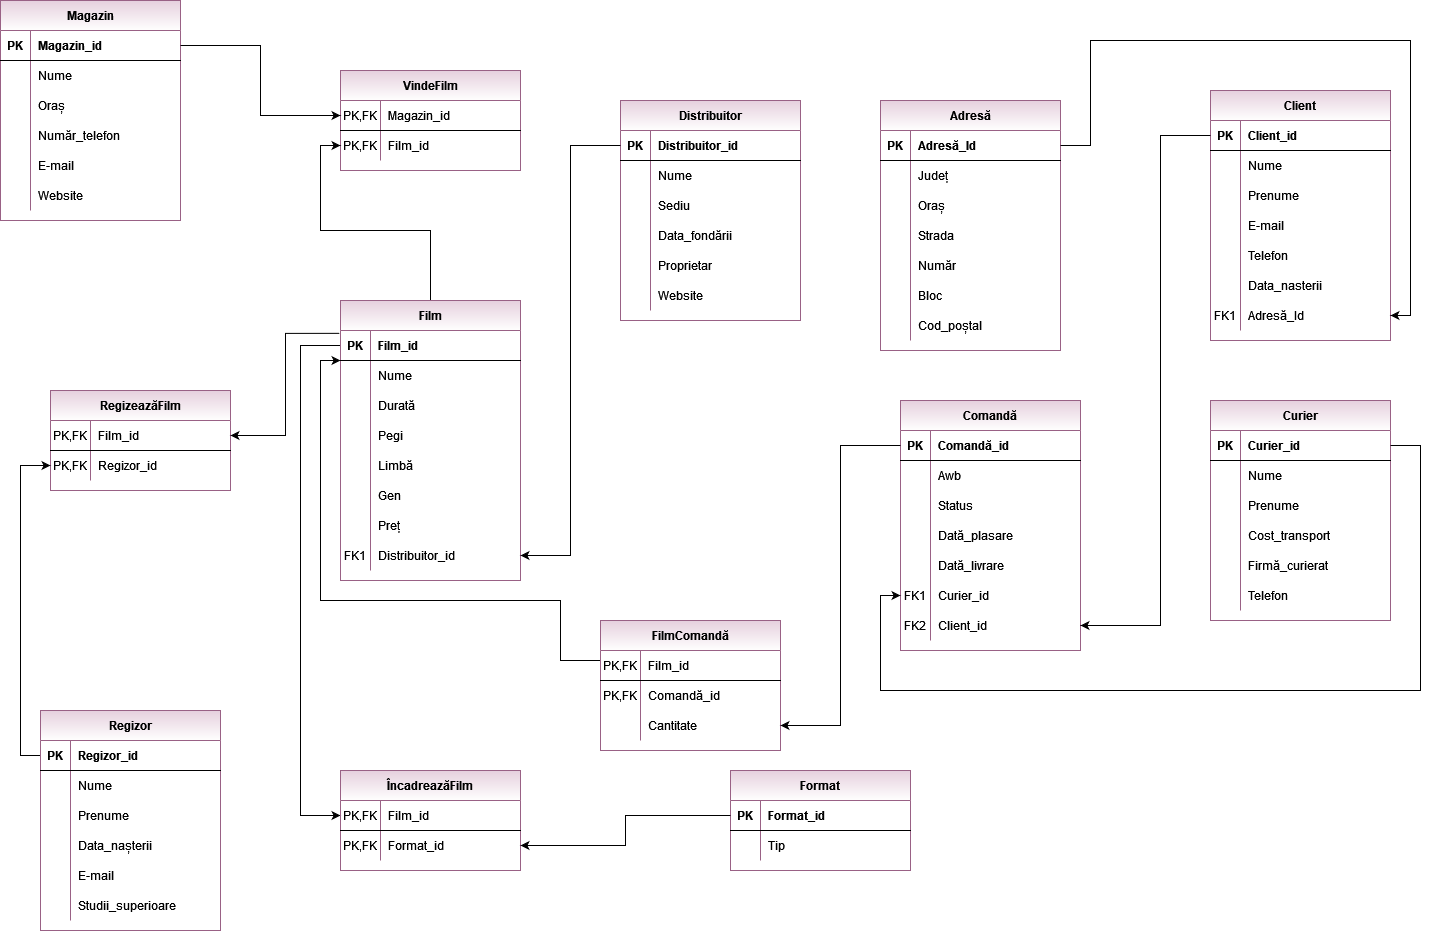 Magazin
PK Magazin_id
Nume
Oraș
Număr_telefon
E-mail
Website
VindeFilm
PK,FK Magazin_id
PK,FK Film_id
Distribuitor
PK Distribuitor_id
Nume
Sediu
Data_fondării
Proprietar
Website
Adresă
PK Adresă_Id
Județ
Oraș
Strada
Număr
Bloc
Cod_poștal
Client
PK Client_id
Nume
Prenume
E-mail
Telefon
Data_nasterii
FK1 Adresă_Id
Film
PK Film_id
Nume
Durată
Pegi
Limbă
Gen
Preț
FK1 Distribuitor_id
RegizeazăFilm
PK,FK Film_id
PK,FK Regizor_id
Comandă
PK Comandă_id
Awb
Status
Dată_plasare
Dată_livrare
FK1 Curier_id
FK2 Client_id
Curier
PK Curier_id
Nume
Prenume
Cost_transport
Firmă_curierat
Telefon
FilmComandă
PK,FK Film_id
PK,FK Comandă_id
Cantitate
Regizor
PK Regizor_id
Nume
Prenume
Data_nașterii
E-mail
Studii_superioare
ÎncadreazăFilm
PK,FK Film_id
PK,FK Format_id
Format
PK Format_id
Tip